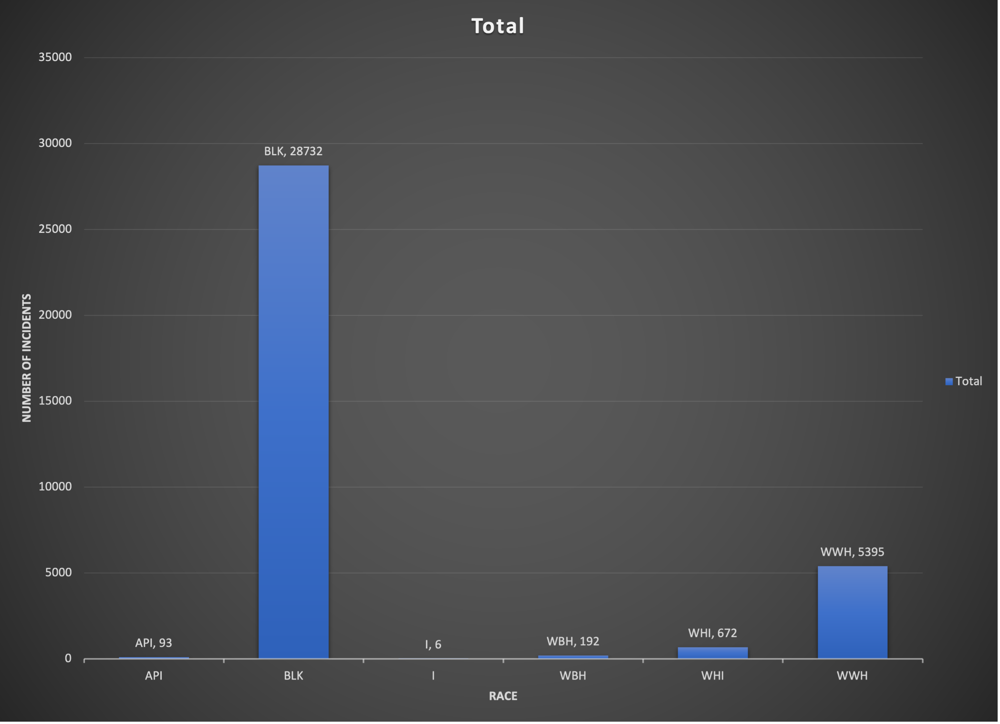 Total
35000
30000
25000
20000
15000
10000
5000
0
NUMBER OF INCIDENTS
API, 93
BLK, 28732
I, 6
WBH, 192
WHI, 672
WWH, 5395
API
BLK
I
WBH
WHI
WWH
RACE
Total